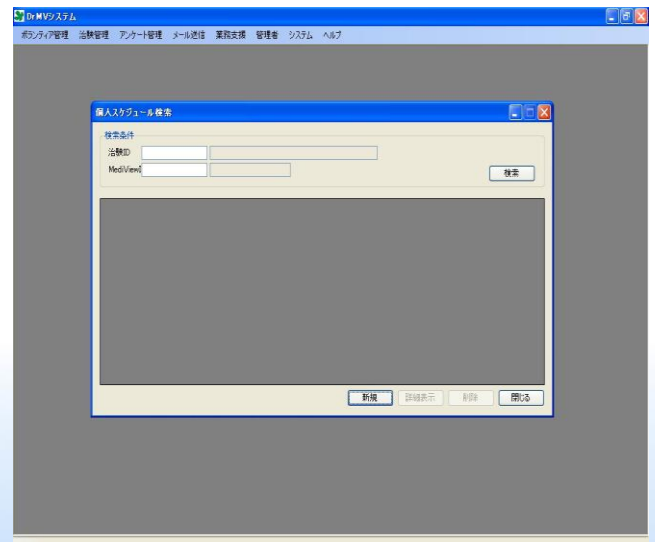 DrMVシステム
ボランティア管理 治験管理 アンケート管理 メール送信 業務支援 管理者 システム ヘルプ
個人スケジュール検索
検索条件
治験ID
MediViewI
検索
新規 詳細表示 削除 閉じる